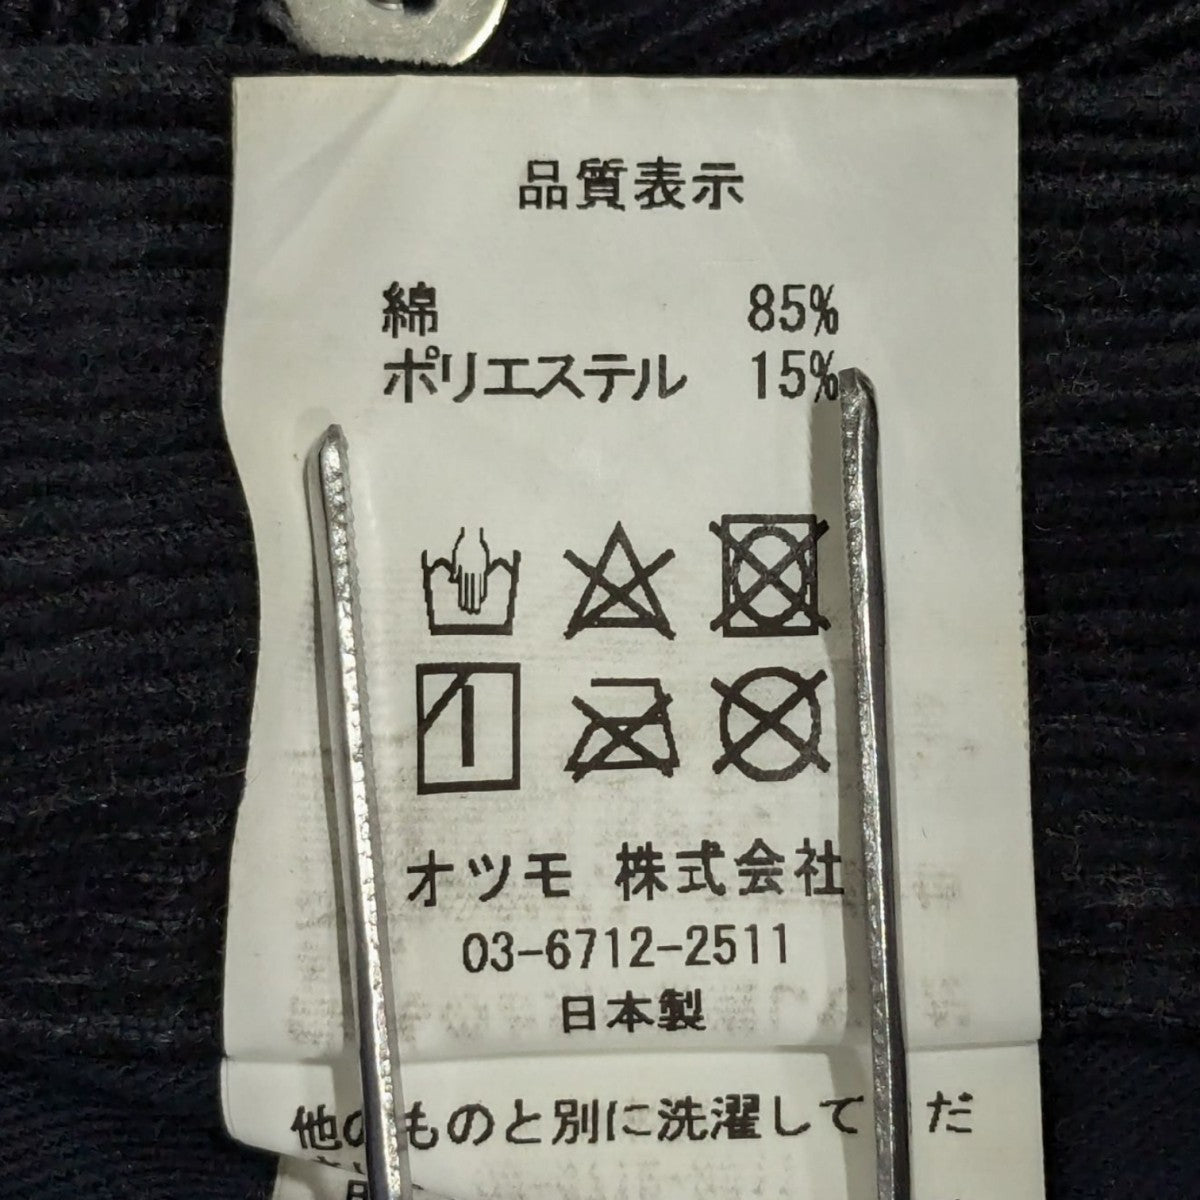 品質表示
綿 85%
ポリエステル 15%
オツモ 株式会社
03-6712-2511
日本製
他のものと別に洗濯して だ